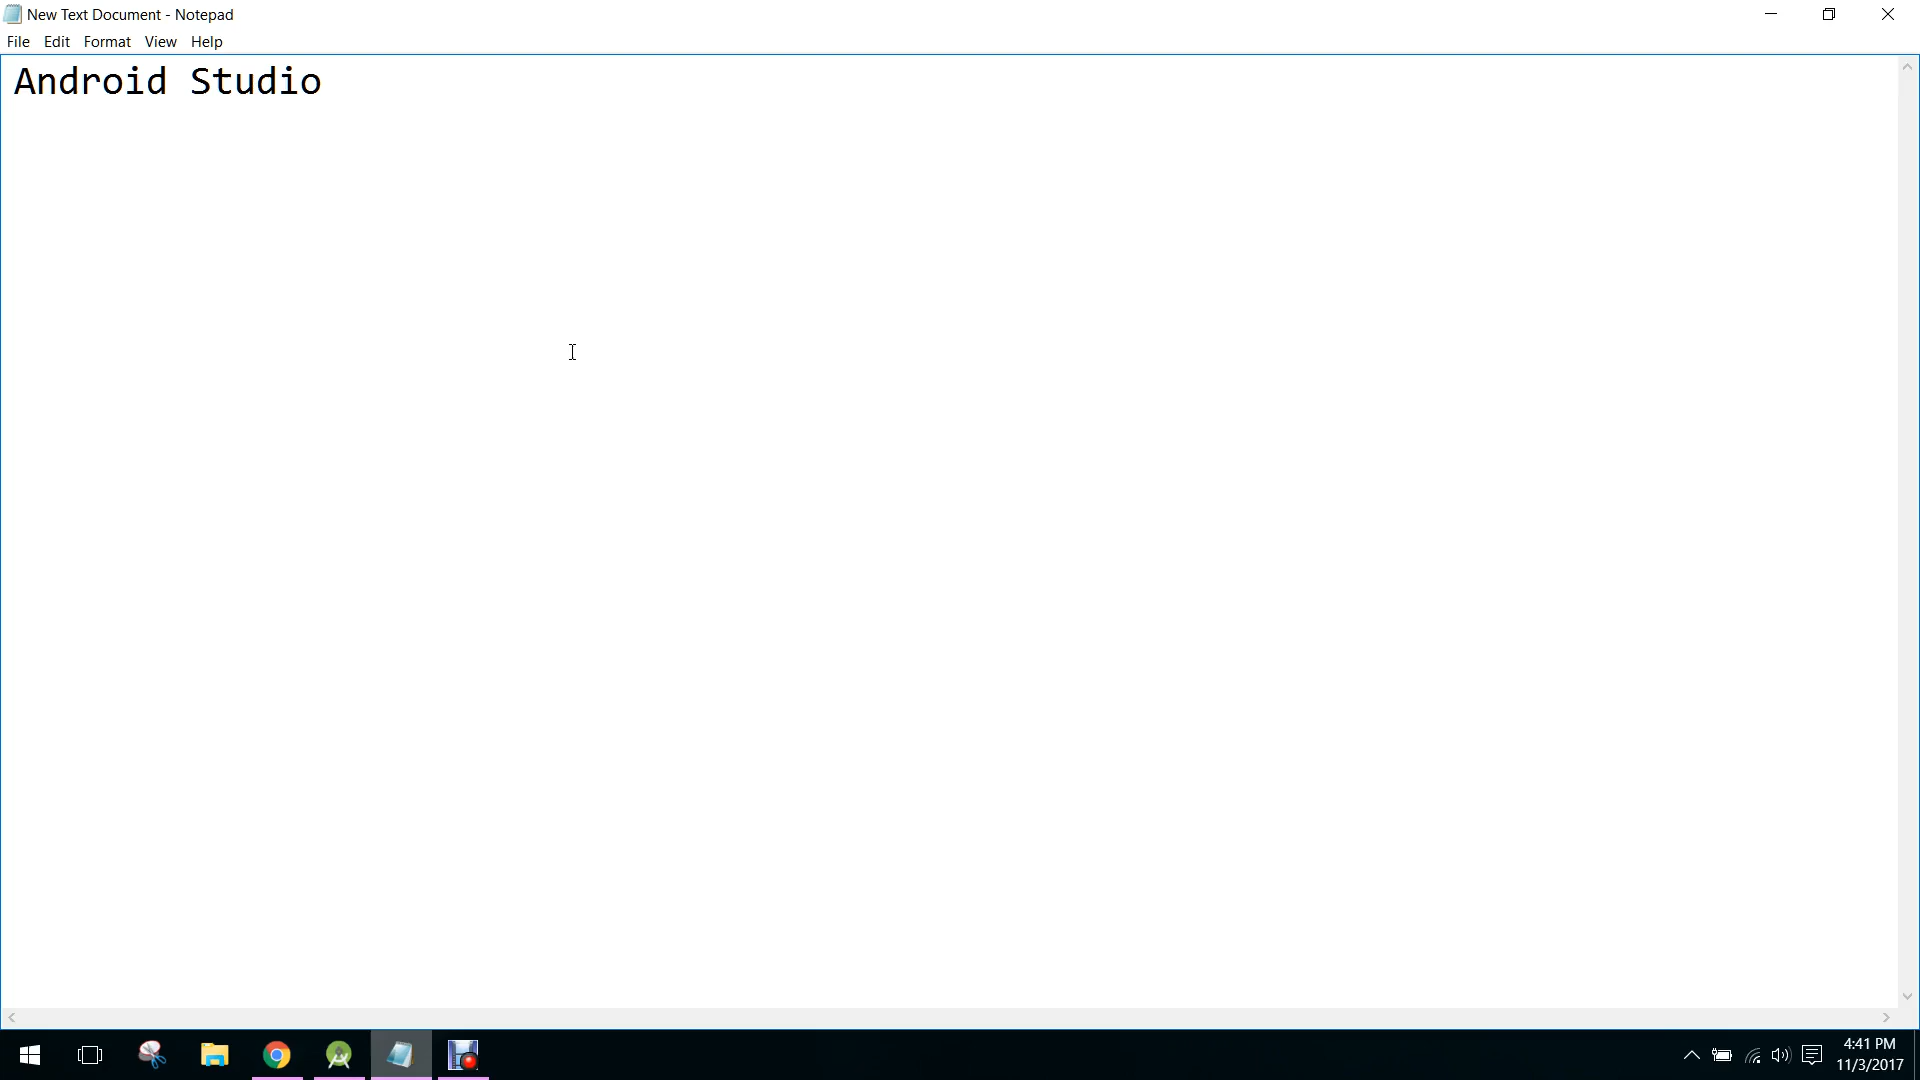 New Text Document - Notepad
File Edit Format View Help
Android Studio
4:41 PM
11/3/2017